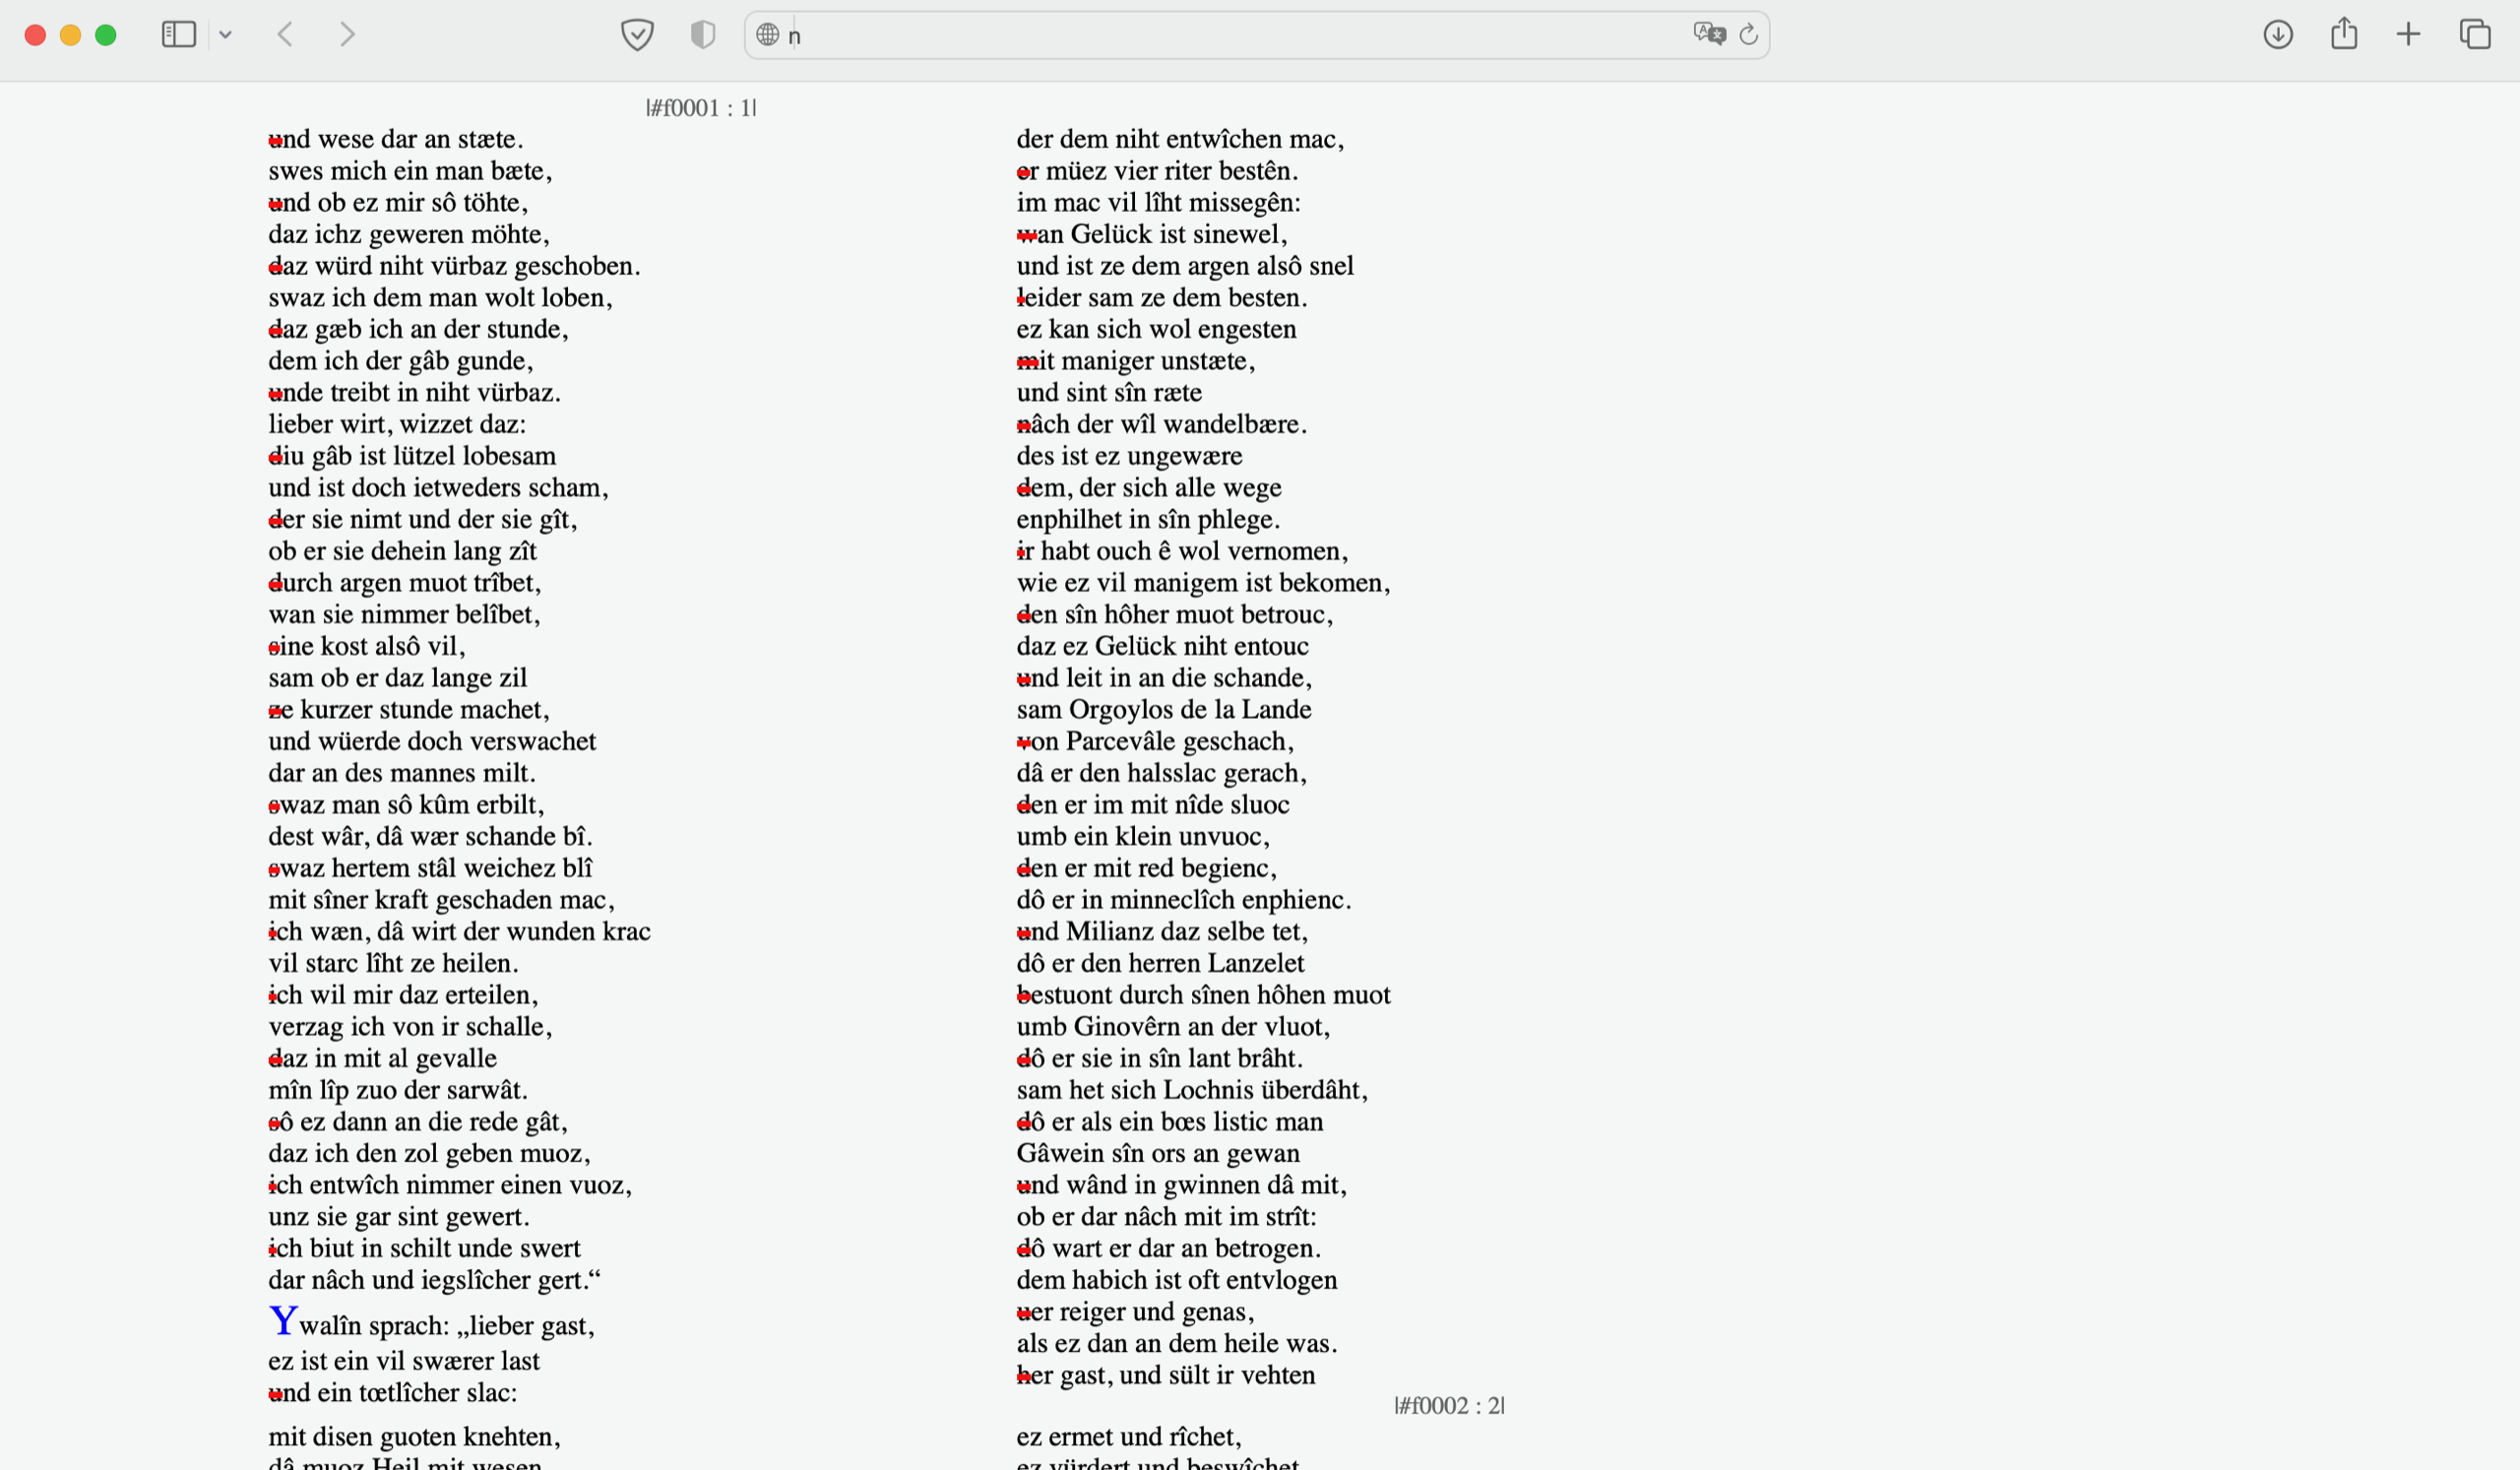 n
|#f0001 : 1|
und wese dar an stæte.
swes mich ein man bæte,
und ob ez mir sô töhte,
daz ichz geweren möhte,
daz würd niht vürbaz geschoben.
swaz ich dem man wolt loben,
daz gæb ich an der stunde,
dem ich der gâb gunde,
unde treibt in niht vürbaz.
lieber wirt, wizzet daz:
diu gâb ist lützel lobesam
und ist doch ietweders scham,
der sie nimt und der sie gît,
ob er sie dehein lang zît
durch argen muot trîbet,
wan sie nimmer belîbet,
sine kost alsô vil,
sam ob er daz lange zil
ze kurzer stunde machet,
und wüerde doch verswachet
dar an des mannes milt.
swaz man sô kûm erbilt,
dest wâr, dâ wær schande bî.
swaz hertem stâl weichez blî
mit sîner kraft geschaden mac,
ich wæn, dâ wirt der wunden krac
vil starc lîht ze heilen.
ich wil mir daz erteilen,
verzag ich von ir schalle,
daz in mit al gevalle
mîn lîp zuo der sarwât.
sô ez dann an die rede gât,
daz ich den zol geben muoz,
ich entwîch nimmer einen vuoz,
unz sie gar sint gewert.
ich biut in schilt unde swert
dar nâch und iegslîcher gert.“
Ywalîn sprach: „lieber gast,
ez ist ein vil swærer last
und ein tœtlîcher slac:
der dem niht entwîchen mac,
er müez vier riter bestên.
im mac vil lîht missegên:
wan Gelück ist sinewel,
und ist ze dem argen alsô snel
leider sam ze dem besten.
ez kan sich wol engesten
mit maniger unstæte,
und sint sîn ræte
nâch der wîl wandelbære.
des ist ez ungewære
dem, der sich alle wege
enphilhet in sîn phlege.
ir habt ouch ê wol vernomen,
wie ez vil manigem ist bekomen,
den sîn hôher muot betrouc,
daz ez Gelück niht entouc
und leit in an die schande,
sam Orgoylos de la Lande
von Parcevâle geschach,
dâ er den halsslac gerach,
den er im mit nîde sluoc
umb ein klein unvuoc,
den er mit red begienc,
dô er in minneclîch enphienc.
und Milianz daz selbe tet,
dô er den herren Lanzelet
bestuont durch sînen hôhen muot
umb Ginovêrn an der vluot,
dô er sie in sîn lant brâht.
sam het sich Lochnis überdâht,
dô er als ein bœs listic man
Gâwein sîn ors an gewan
und wând in gwinnen dâ mit,
ob er dar nâch mit im strît:
dô wart er dar an betrogen.
dem habich ist oft entvlogen
uer reiger und genas,
als ez dan an dem heile was.
her gast, und sült ir vehten
|#f0002 : 2|
mit disen guoten knehten,
dâ muoz Heil mit wesen
ez ermet und rîchet,
ez vürdert und beswîchet